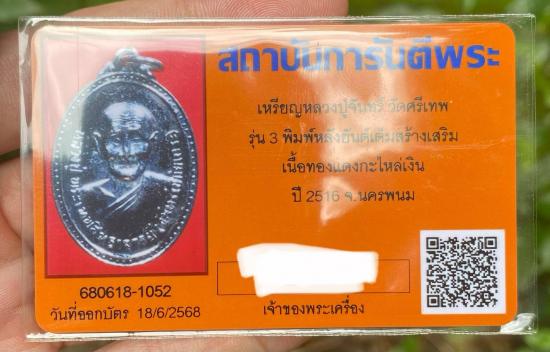 สถาบันการันตีพระ
เหรียญหลวงปู่จันทร์ วัดศรีเทพ
รุ่น 3 พิมพ์หลังยันต์เต็มสร้างเสริม
เนื้อทองแดงกะไหล่เงิน
ปี 2516 จ.นครพนม
680618-1052
วันที่ออกบัตร 18/6/2568
เจ้าของพระเครื่อง